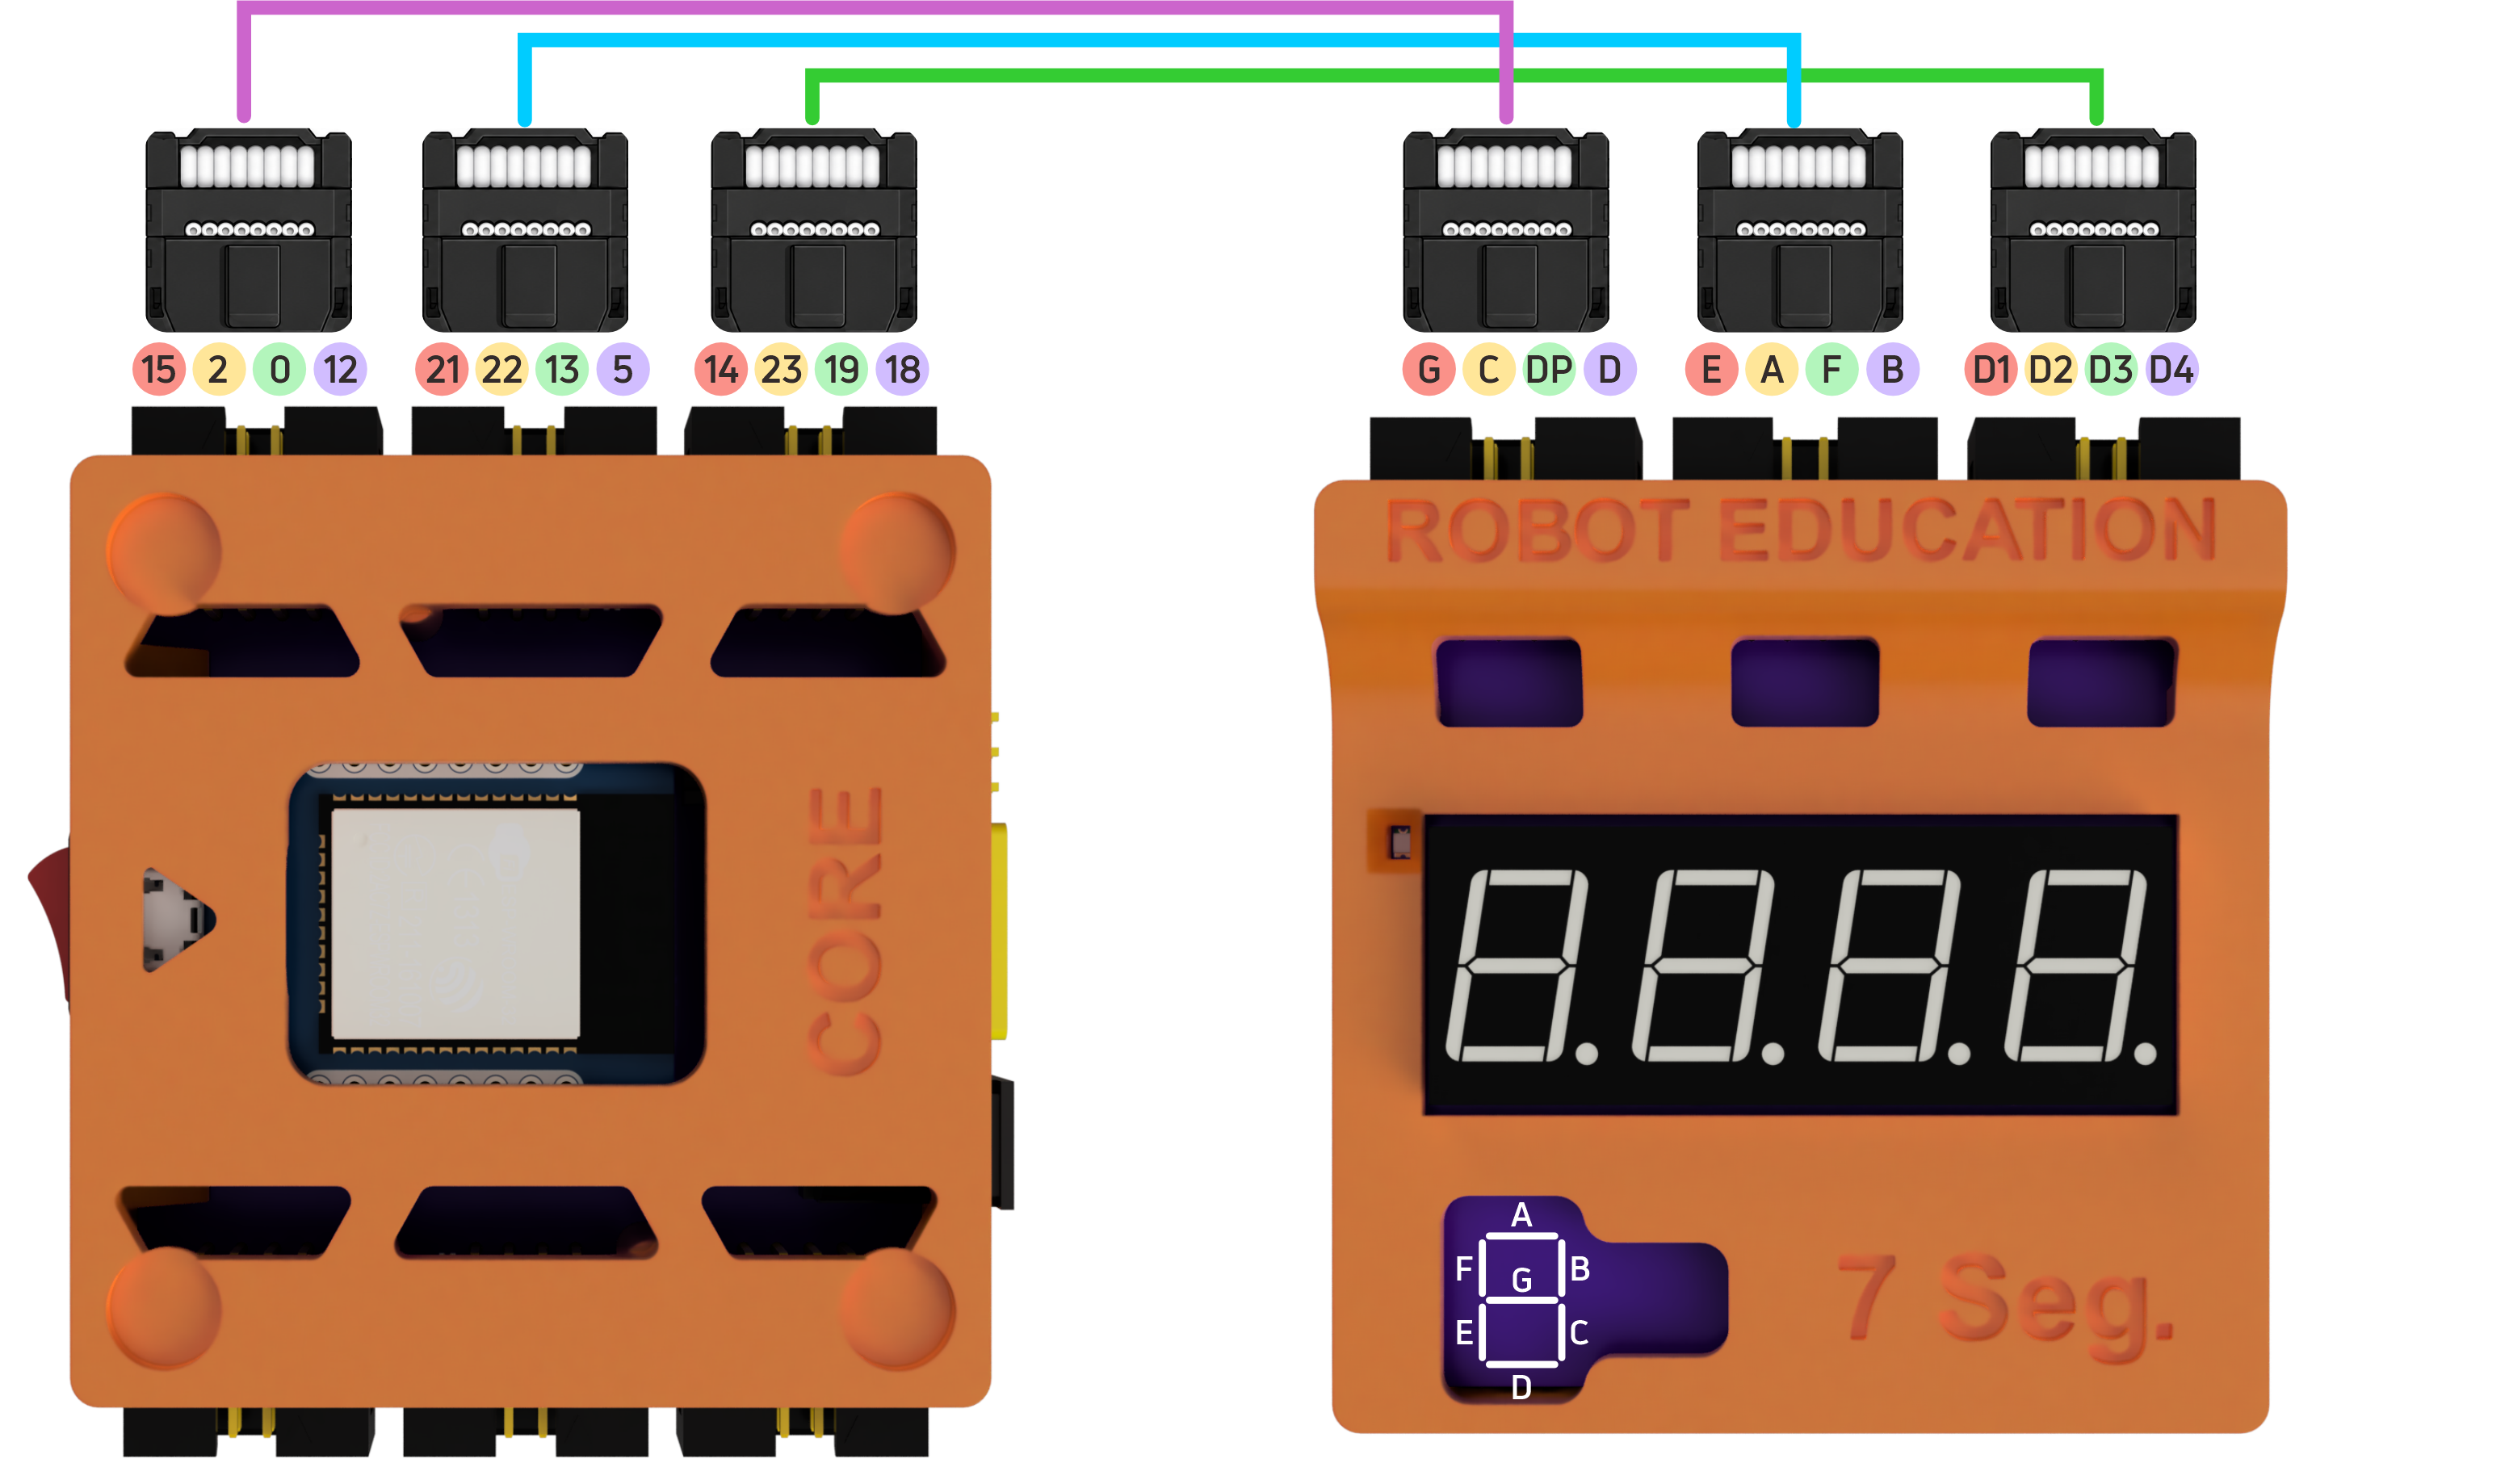 15 2 0 12 21 22 13 5 14 23 19 18 G C DP D E A F B D1 D2 D3 D4
ROBOT EDUCATION
CORE
A
F B
G
E C
D
7 Seg.